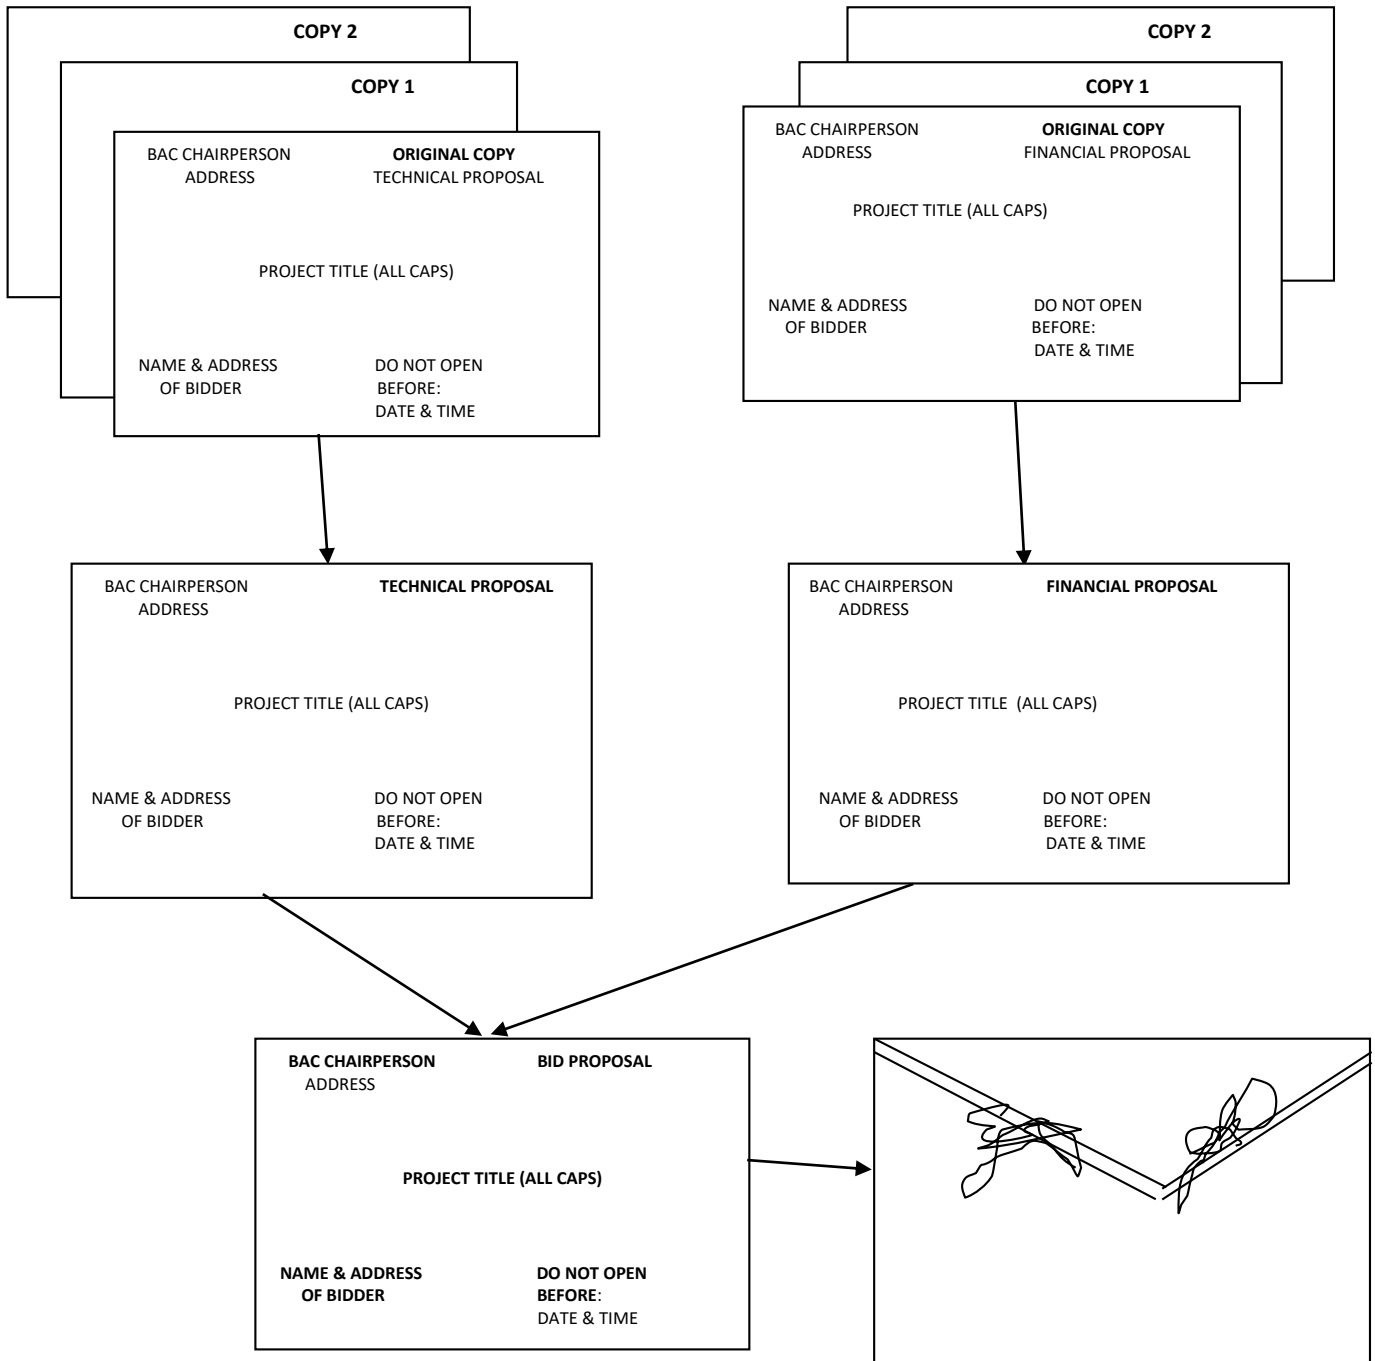 COPY 2
COPY 1
BAC CHAIRPERSON ORIGINAL COPY
ADDRESS TECHNICAL PROPOSAL
PROJECT TITLE (ALL CAPS)
NAME & ADDRESS DO NOT OPEN
OF BIDDER BEFORE:
DATE & TIME
COPY 2
COPY 1
BAC CHAIRPERSON ORIGINAL COPY
ADDRESS FINANCIAL PROPOSAL
PROJECT TITLE (ALL CAPS)
NAME & ADDRESS DO NOT OPEN
OF BIDDER BEFORE:
DATE & TIME
BAC CHAIRPERSON TECHNICAL PROPOSAL
ADDRESS
PROJECT TITLE (ALL CAPS)
NAME & ADDRESS DO NOT OPEN
OF BIDDER BEFORE:
DATE & TIME
BAC CHAIRPERSON FINANCIAL PROPOSAL
ADDRESS
PROJECT TITLE (ALL CAPS)
NAME & ADDRESS DO NOT OPEN
OF BIDDER BEFORE:
DATE & TIME
BAC CHAIRPERSON BID PROPOSAL
ADDRESS
PROJECT TITLE (ALL CAPS)
NAME & ADDRESS DO NOT OPEN
OF BIDDER BEFORE:
DATE & TIME